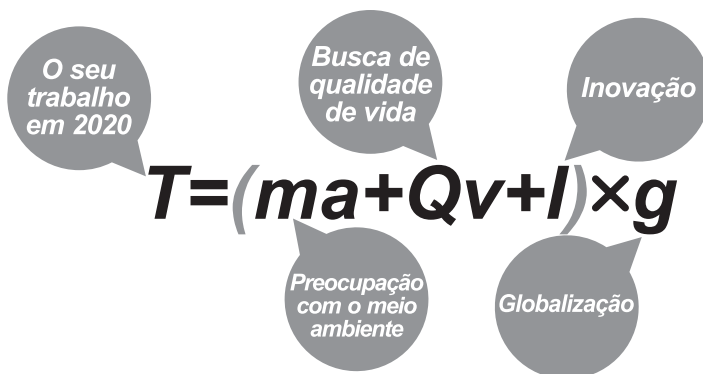 O seu
trabalho
em 2020
Busca de
qualidade
de vida
Inovação
T=(ma+Qv+I)×g
Preocupação
com o meio
ambiente
Globalização